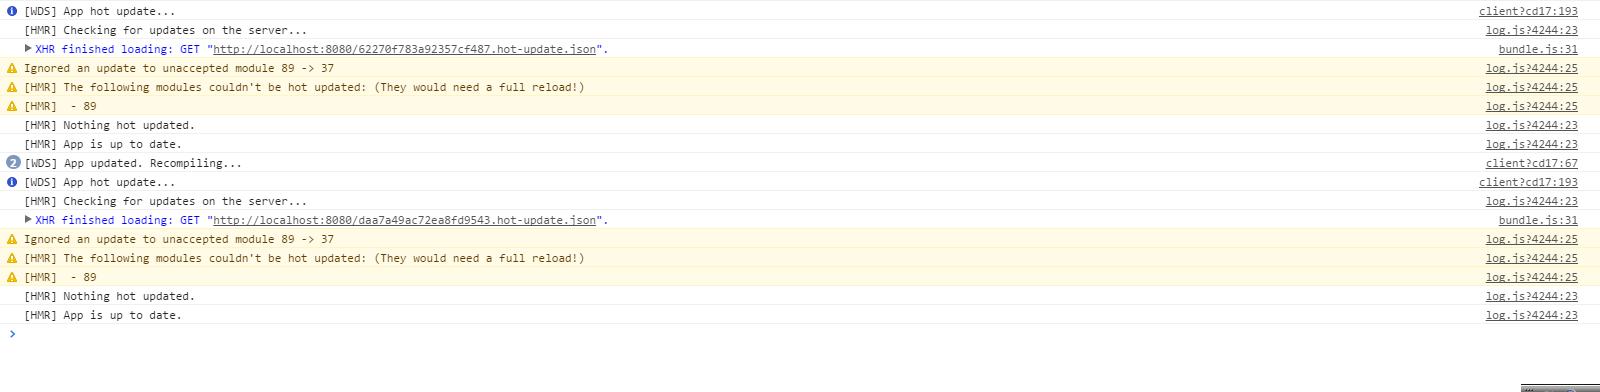 [WDS] App hot update... client?cd17:193
[HMR] Checking for updates on the server... log.js?4244:23
XHR finished loading: GET "http://localhost:8080/62270f783a92357cf487.hot-update.json". bundle.js:31
Ignored an update to unaccepted module 89 -> 37 log.js?4244:25
[HMR] The following modules couldn't be hot updated: (They would need a full reload!) log.js?4244:25
[HMR]  - 89 log.js?4244:25
[HMR] Nothing hot updated. log.js?4244:23
[HMR] App is up to date. log.js?4244:23
2 [WDS] App updated. Recompiling... client?cd17:67
[WDS] App hot update... client?cd17:193
[HMR] Checking for updates on the server... log.js?4244:23
XHR finished loading: GET "http://localhost:8080/daa7a49ac72ea8fd9543.hot-update.json". bundle.js:31
Ignored an update to unaccepted module 89 -> 37 log.js?4244:25
[HMR] The following modules couldn't be hot updated: (They would need a full reload!) log.js?4244:25
[HMR]  - 89 log.js?4244:25
[HMR] Nothing hot updated. log.js?4244:23
[HMR] App is up to date. log.js?4244:23